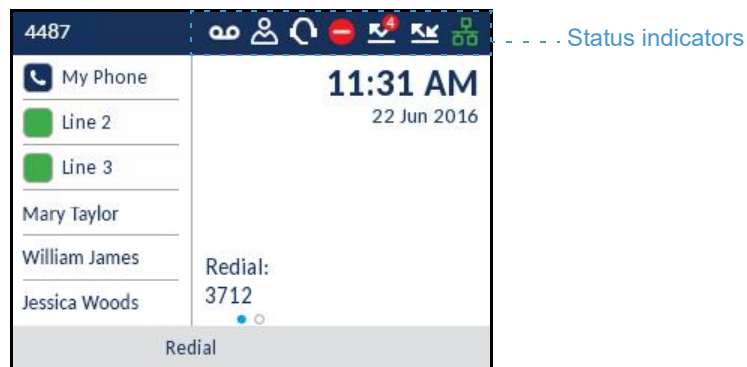 4487
4
Status indicators
My Phone
Line 2
Line 3
Mary Taylor
William James
Jessica Woods
11:31 AM
22 Jun 2016
Redial:
3712
Redial